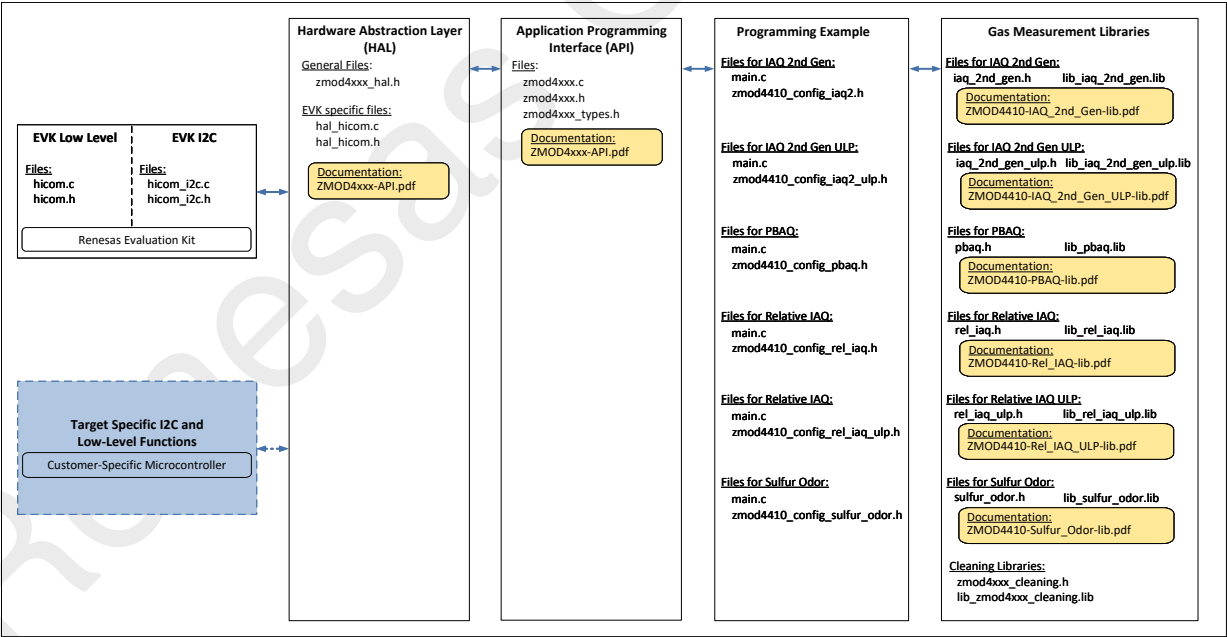 EVK Low Level
Files:
hicom.c
hicom.h
EVK I2C
Files:
hicom_i2c.c
hicom_i2c.h
Renesas Evaluation Kit
Target Specific I2C and
Low-Level Functions
Customer-Specific Microcontroller
Hardware Abstraction Layer
(HAL)
General Files:
zmod4xxx_hal.h
EVK specific files:
hal_hicom.c
hal_hicom.h
Documentation:
ZMOD4xxx-API.pdf
Application Programming
Interface (API)
Files:
zmod4xxx.c
zmod4xxx.h
zmod4xxx_types.h
Documentation:
ZMOD4xxx-API.pdf
Programming Example
Files for IAQ 2nd Gen:
main.c
zmod4410_config_iaq2.h
Files for IAQ 2nd Gen ULP:
main.c
zmod4410_config_iaq2_ulp.h
Files for PBAQ:
main.c
zmod4410_config_pbaq.h
Files for Relative IAQ:
main.c
zmod4410_config_rel_iaq.h
Files for Relative IAQ:
main.c
zmod4410_config_rel_iaq_ulp.h
Files for Sulfur Odor:
main.c
zmod4410_config_sulfur_odor.h
Gas Measurement Libraries
Files for IAQ 2nd Gen:
iaq_2nd_gen.h lib_iaq_2nd_gen.lib
Documentation:
ZMOD4410-IAQ_2nd_Gen-lib.pdf
Files for IAQ 2nd Gen ULP:
iaq_2nd_gen_ulp.h lib_iaq_2nd_gen_ulp.lib
Documentation:
ZMOD4410-IAQ_2nd_Gen_ULP-lib.pdf
Files for PBAQ:
pbaq.h lib_pbaq.lib
Documentation:
ZMOD4410-PBAQ-lib.pdf
Files for Relative IAQ:
rel_iaq.h lib_rel_iaq.lib
Documentation:
ZMOD4410-Rel_IAQ-lib.pdf
Files for Relative IAQ ULP:
rel_iaq_ulp.h lib_rel_iaq_ulp.lib
Documentation:
ZMOD4410-Rel_IAQ_ULP-lib.pdf
Files for Sulfur Odor:
sulfur_odor.h lib_sulfur_odor.lib
Documentation:
ZMOD4410-Sulfur_Odor-lib.pdf
Cleaning Libraries:
zmod4xxx_cleaning.h
lib_zmod4xxx_cleaning.lib